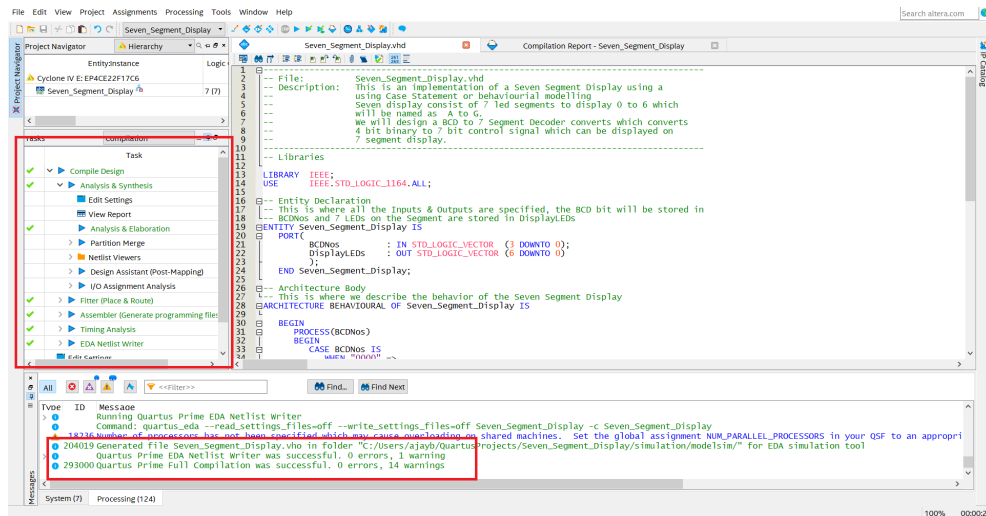 File Edit View Project Assignments Processing Tools Window Help
Search altera.com
Seven_Segment_Display
Project Navigator
Hierarchy
Seven_Segment_Display.vhd
Compilation Report - Seven_Segment_Display
Project Navigator
IP Catalog
Entity:Instance
Logic
Cyclone IV E: EP4CE22F17C6
Seven_Segment_Display
7 (7)
Tasks
Compilation
Task
Compile Design
Analysis & Synthesis
Edit Settings
View Report
Analysis & Elaboration
Partition Merge
Netlist Viewers
Design Assistant (Post-Mapping)
I/O Assignment Analysis
Fitter (Place & Route)
Assembler (Generate programming files
Timing Analysis
EDA Netlist Writer
Edit Settings
1 ----------------------------------------------------------------------
2 -- File: Seven_Segment_Display.vhd
3 -- Description: This is an implementation of a Seven Segment Display using a
4 -- using Case Statement or behaviourial modelling
5 -- Seven display consist of 7 led segments to display 0 to 6 which
6 -- will be named as A to G.
7 -- We will design a BCD to 7 Segment Decoder converts which converts
8 -- 4 bit binary to 7 bit control signal which can be displayed on
9 -- 7 segment display.
10 ----------------------------------------------------------------------
11 -- Libraries
12
13 LIBRARY IEEE;
14 USE IEEE.STD_LOGIC_1164.ALL;
15
16 -- Entity Declaration
17 -- This is where all the Inputs & Outputs are specified, the BCD bit will be stored in
18 -- BCDNos and 7 LEDs on the Segment are stored in DisplayLEDs
19 ENTITY Seven_Segment_Display IS
20 PORT(
21 BCDNos : IN STD_LOGIC_VECTOR (3 DOWNTO 0);
22 DisplayLEDs : OUT STD_LOGIC_VECTOR (6 DOWNTO 0)
23 );
24 END Seven_Segment_Display;
25
26 -- Architecture Body
27 -- This is where we describe the behavior of the Seven Segment Display
28 ARCHITECTURE BEHAVIOURAL OF Seven_Segment_Display IS
29
30 BEGIN
31 PROCESS(BCDNos)
32 BEGIN
33 CASE BCDNos IS
34 WHEN "0000" =>
All
<<Filter>>
Find...
Find Next
Type ID Message
Running Quartus Prime EDA Netlist Writer
Command: quartus_eda --read_settings_files=off --write_settings_files=off Seven_Segment_Display -c Seven_Segment_Display
18236 Number of processors has not been specified which may cause overloading on shared machines. Set the global assignment NUM_PARALLEL_PROCESSORS in your QSF to an appropri
204019 Generated file Seven_Segment_Display.vho in folder "C:/Users/ajayb/QuartusProjects/Seven_Segment_Display/simulation/modelsim/" for EDA simulation tool
Quartus Prime EDA Netlist Writer was successful. 0 errors, 1 warning
293000 Quartus Prime Full Compilation was successful. 0 errors, 14 warnings
Messages
System (7) Processing (124)
100% 00:00:2